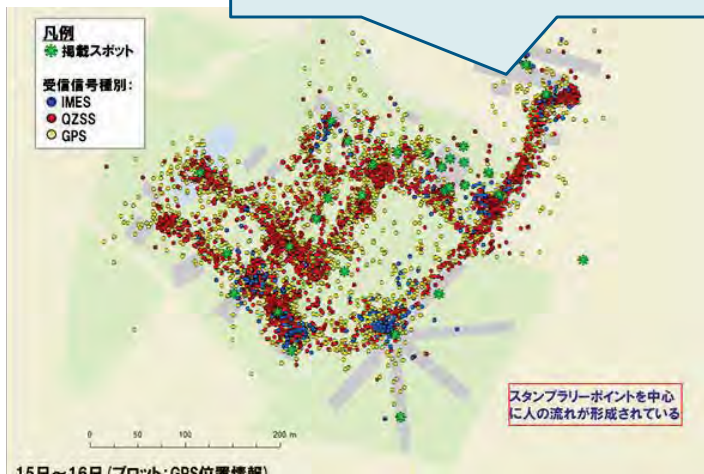 凡例
掲載スポット
受信信号種別:
IMES
QZSS
GPS
スタンプラリーポイントを中心
に人の流れが形成されている
0 50 100 200 m
15日~16日(プロット:GPS位置情報)